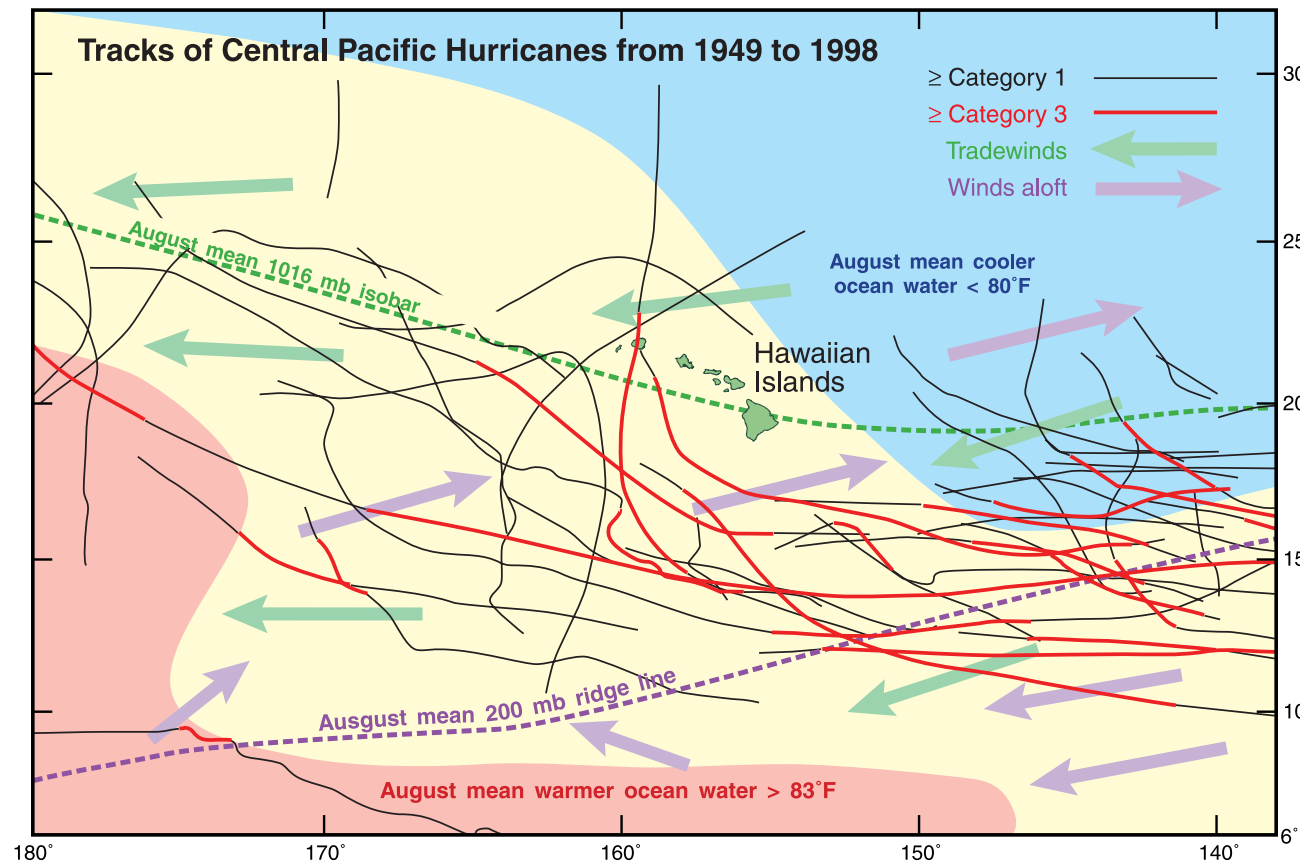 Tracks of Central Pacific Hurricanes from 1949 to 1998
≥ Category 1
≥ Category 3
Tradewinds
Winds aloft
August mean 1016 mb isobar
August mean cooler
ocean water < 80˚F
Hawaiian
Islands
Ausgust mean 200 mb ridge line
August mean warmer ocean water > 83˚F
30
25
20
15
10
6˚
180˚
170˚
160˚
150˚
140˚